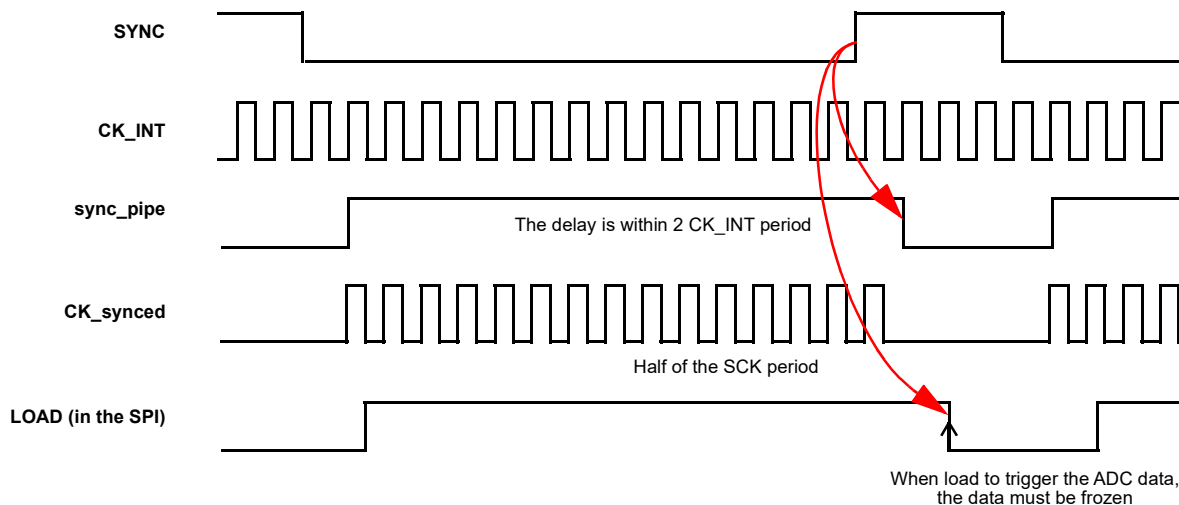 SYNC
CK_INT
sync_pipe
The delay is within 2 CK_INT period
CK_synced
Half of the SCK period
LOAD (in the SPI)
When load to trigger the ADC data,
the data must be frozen